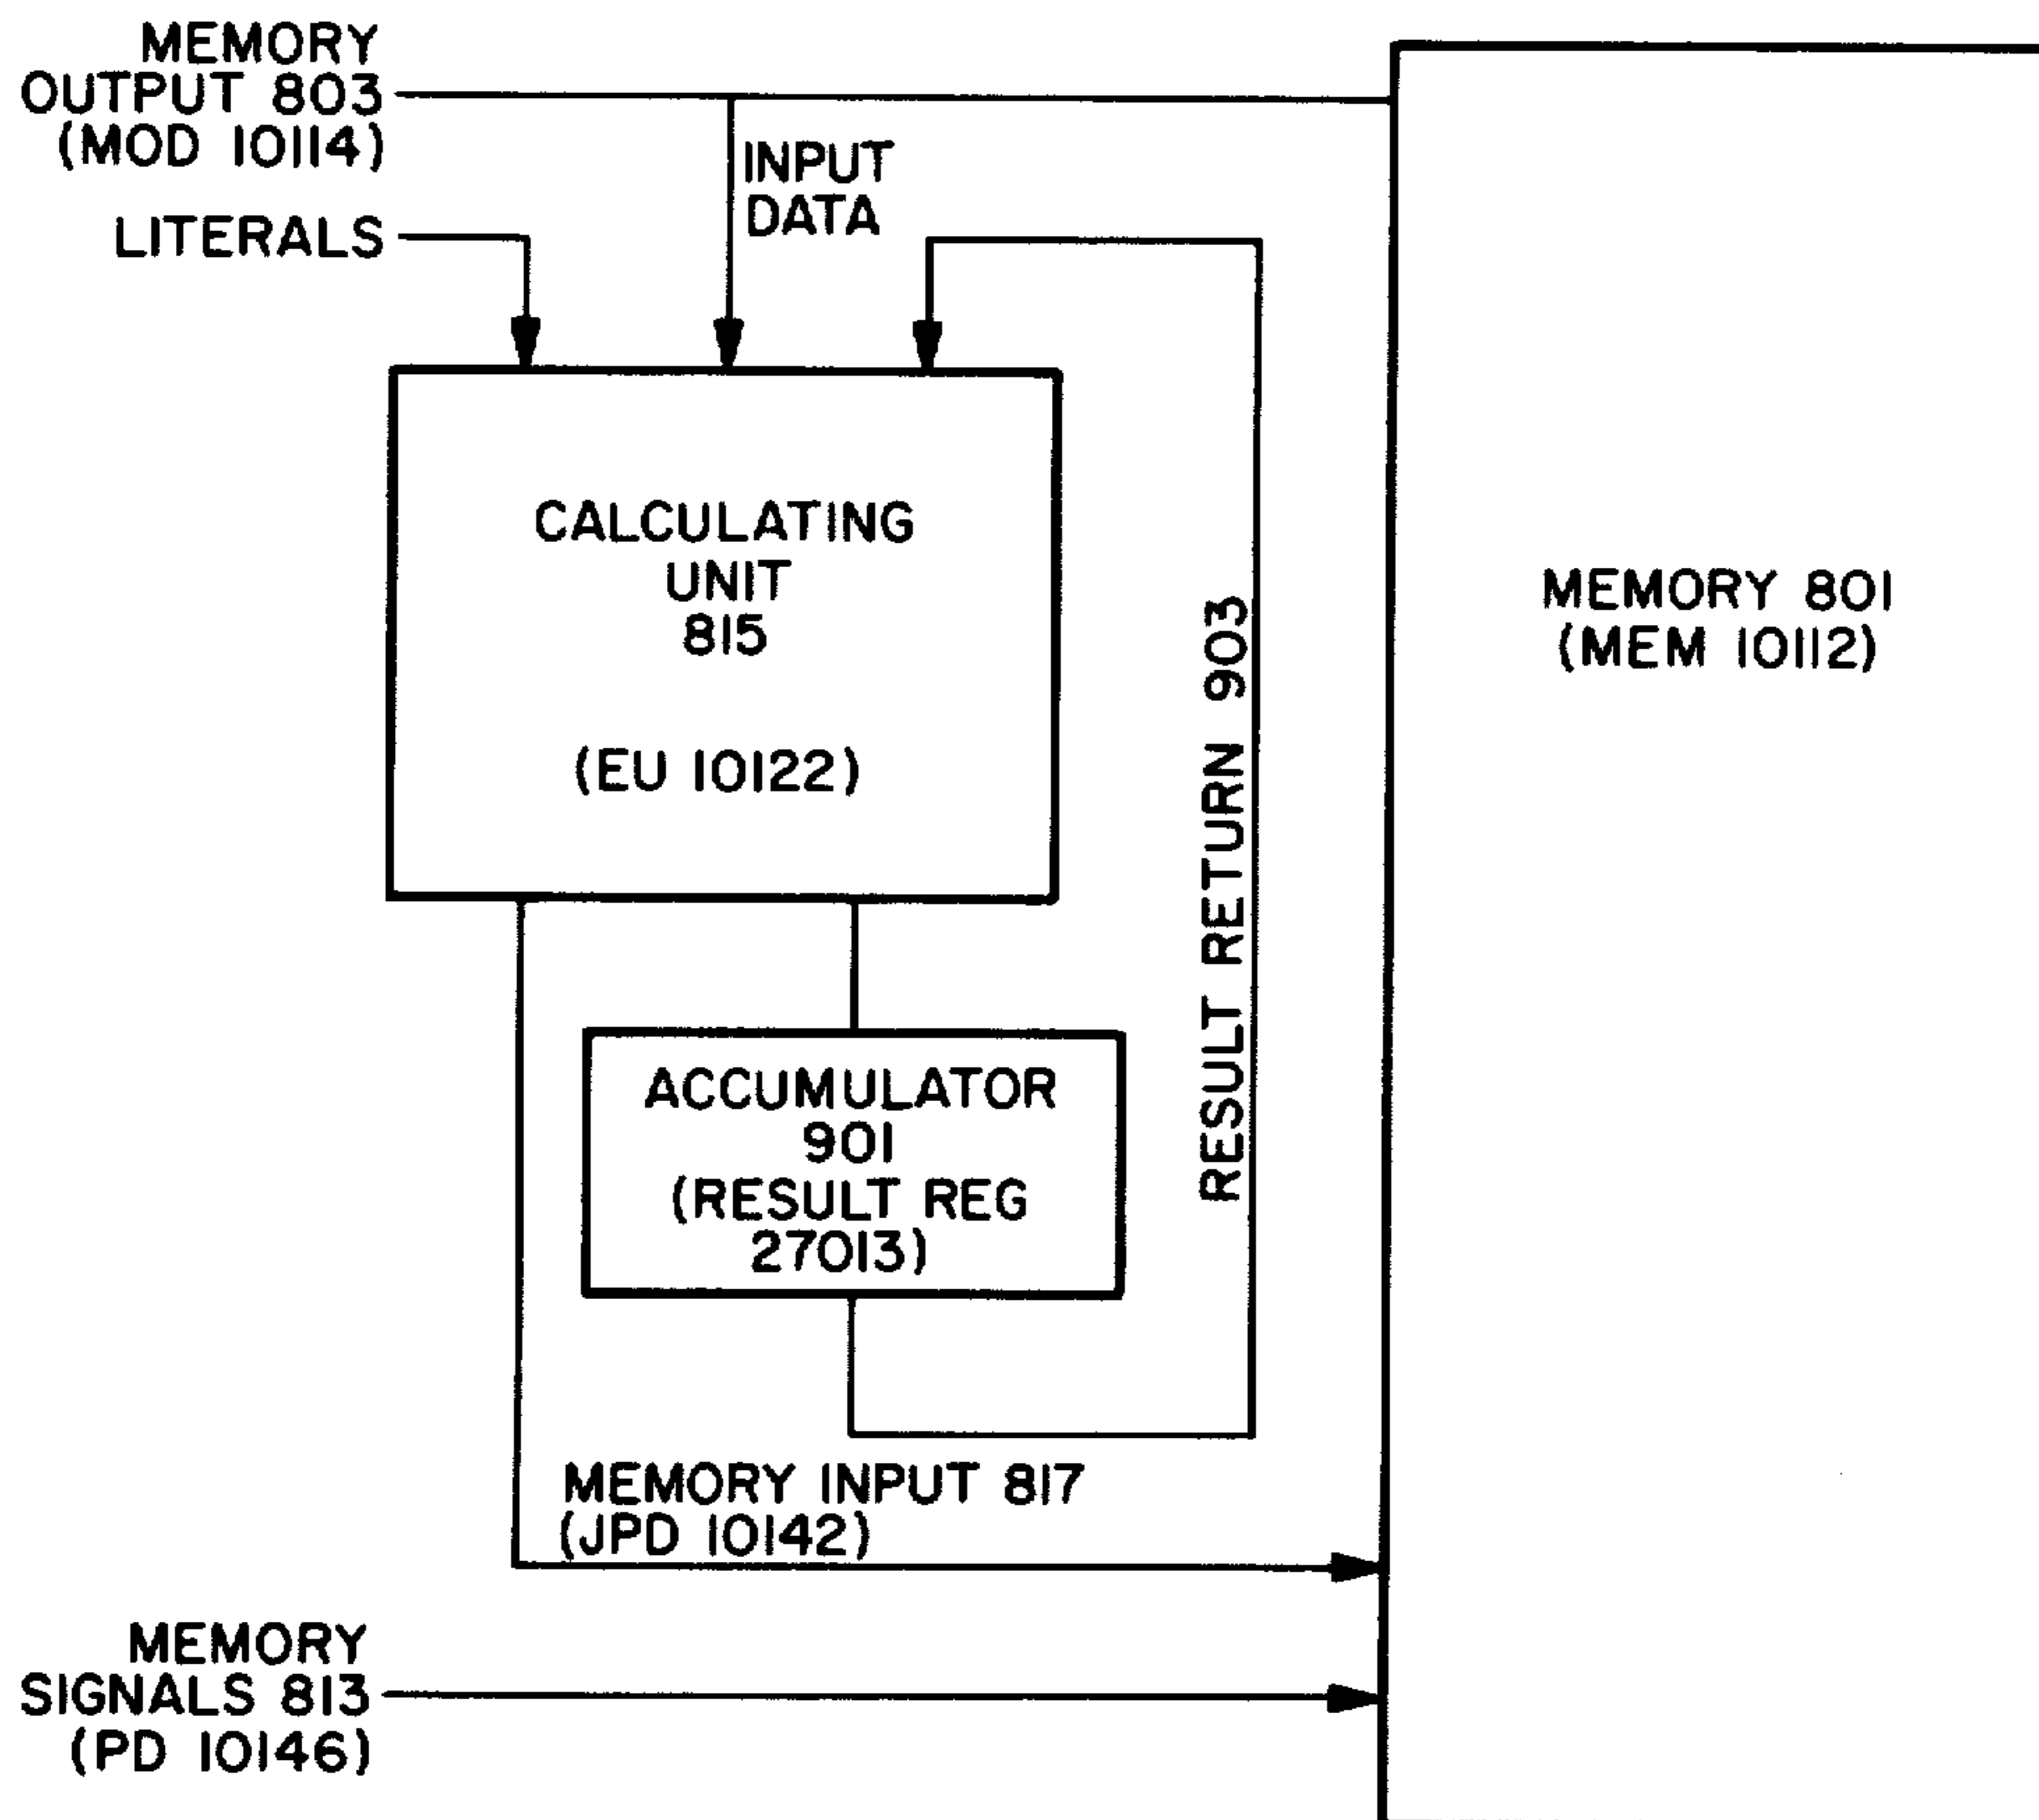 MEMORY
OUTPUT 803
(MOD 10114)
INPUT
DATA
LITERALS
CALCULATING
UNIT
815
(EU 10122)
MEMORY 801
(MEM 10112)
RESULT RETURN 903
ACCUMULATOR
901
(RESULT REG
27013)
MEMORY INPUT 817
(JPD 10142)
MEMORY
SIGNALS 813
(PD 10146)